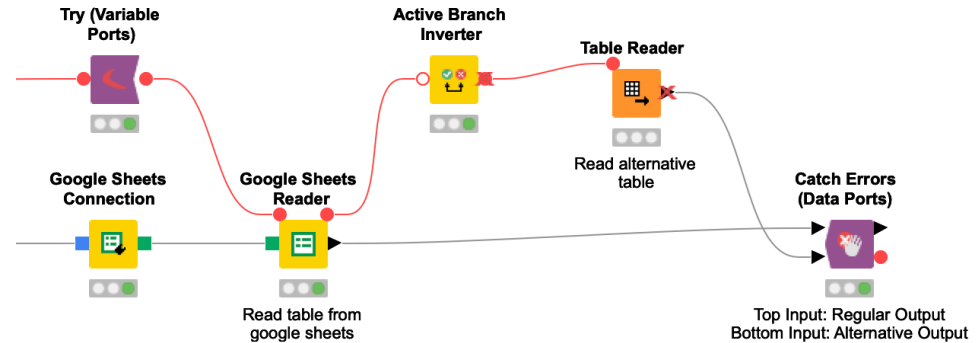 Try (Variable
Ports)
Active Branch
Inverter
Table Reader
Read alternative
table
Google Sheets
Connection
Google Sheets
Reader
Read table from
google sheets
Catch Errors
(Data Ports)
Top Input: Regular Output
Bottom Input: Alternative Output